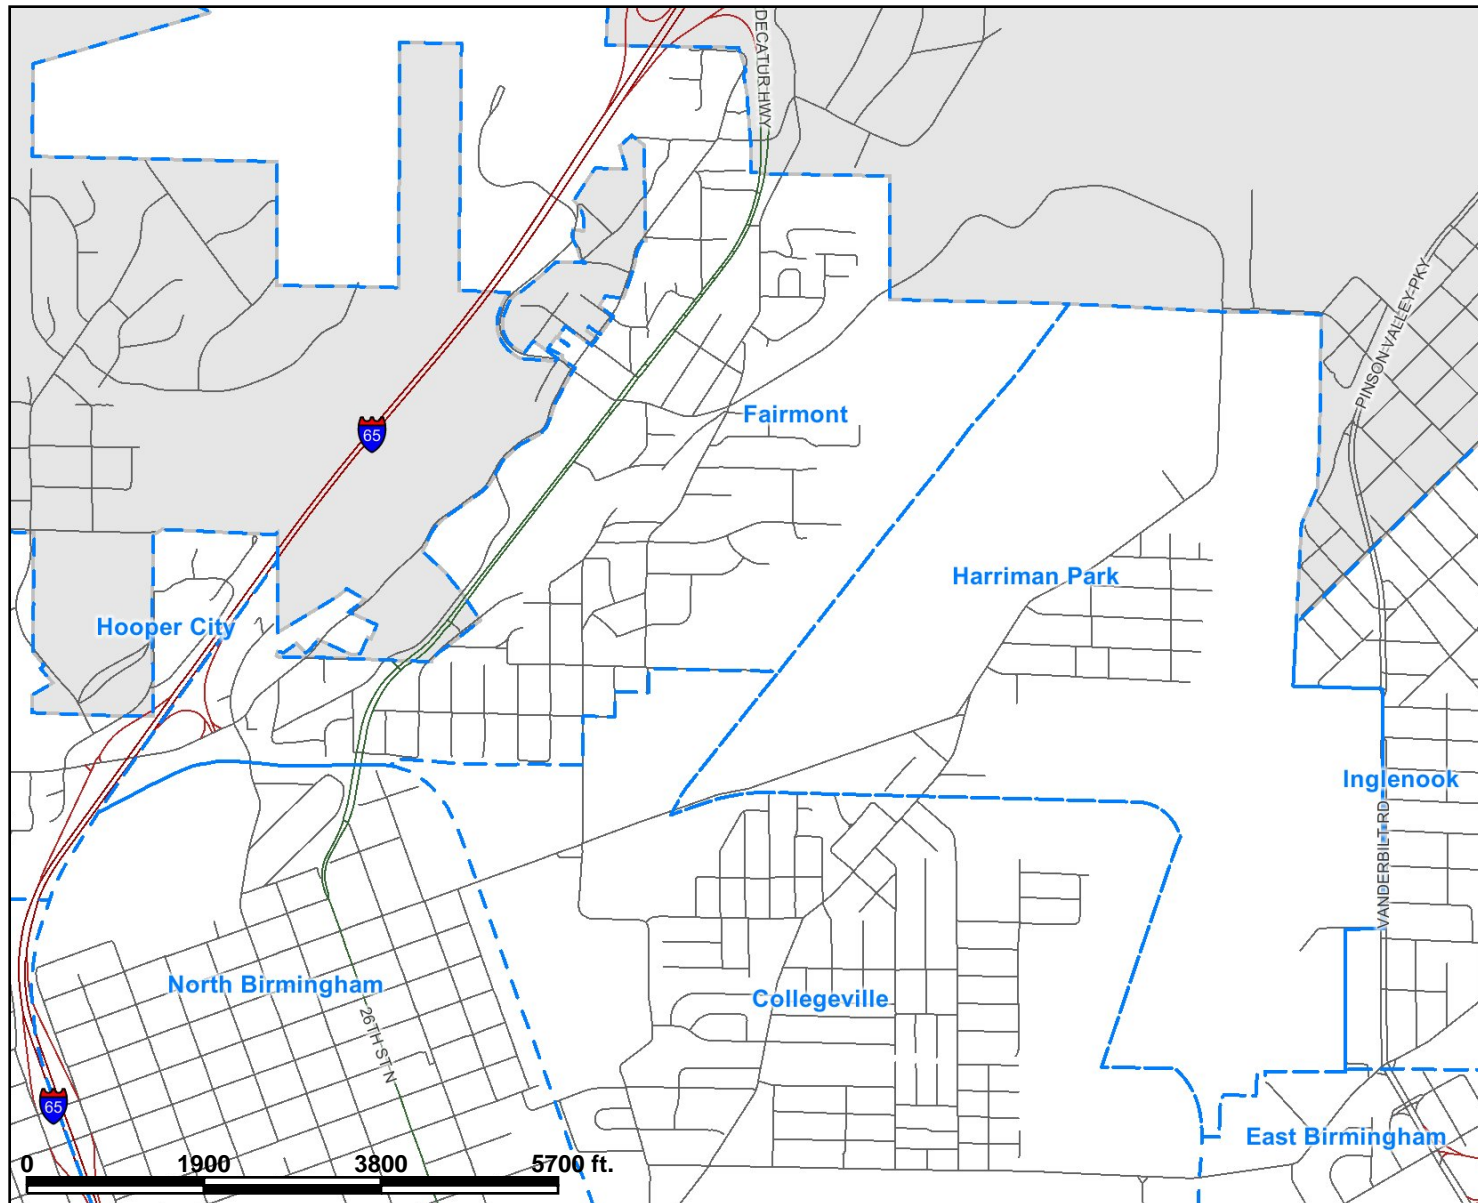 DECATUR HWY
PINSON VALLEY PKY
Fairmont
65
Harriman Park
Hooper City
Inglenook
VANDERBILT RD
North Birmingham
Collegeville
26TH ST N
65
East Birmingham
0 1900 3800 5700 ft.